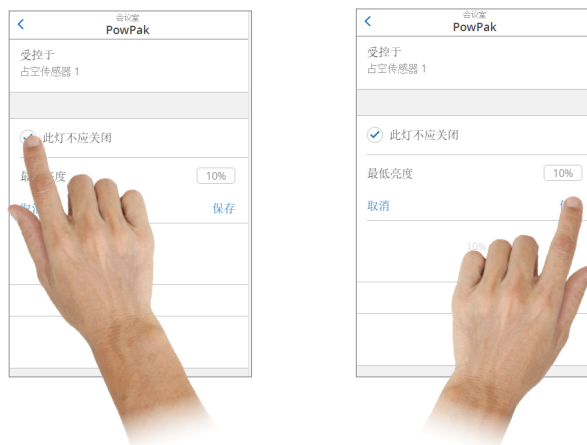 会议室
PowPak
受控于
占空传感器 1
此灯不应关闭
10%
保存
会议室
PowPak
受控于
占空传感器 1
此灯不应关闭
最低亮度
10%
取消
10%